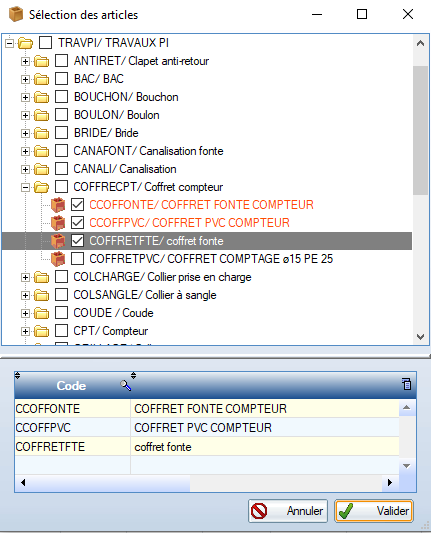 Sélection des articles
TRAVPI/ TRAVAUX PI
ANTIRET/ Clapet anti-retour
BAC/ BAC
BOUCHON/ Bouchon
BOULON/ Boulon
BRIDE/ Bride
CANAFONT/ Canalisation fonte
CANALI/ Canalisation
COFFRECPT/ Coffret compteur
CCOFFONTE/ COFFRET FONTE COMPTEUR
CCOFFPVC/ COFFRET PVC COMPTEUR
COFFRETFTE/ coffret fonte
COFFRETPVC/ COFFRET COMPTAGE ø15 PE 25
COLCHARGE/ Collier prise en charge
COLSANGLE/ Collier à sangle
COUDE / Coude
CPT/ Compteur
Code
CCOFFONTE COFFRET FONTE COMPTEUR
CCOFFPVC COFFRET PVC COMPTEUR
COFFRETFTE coffret fonte
Annuler Valider